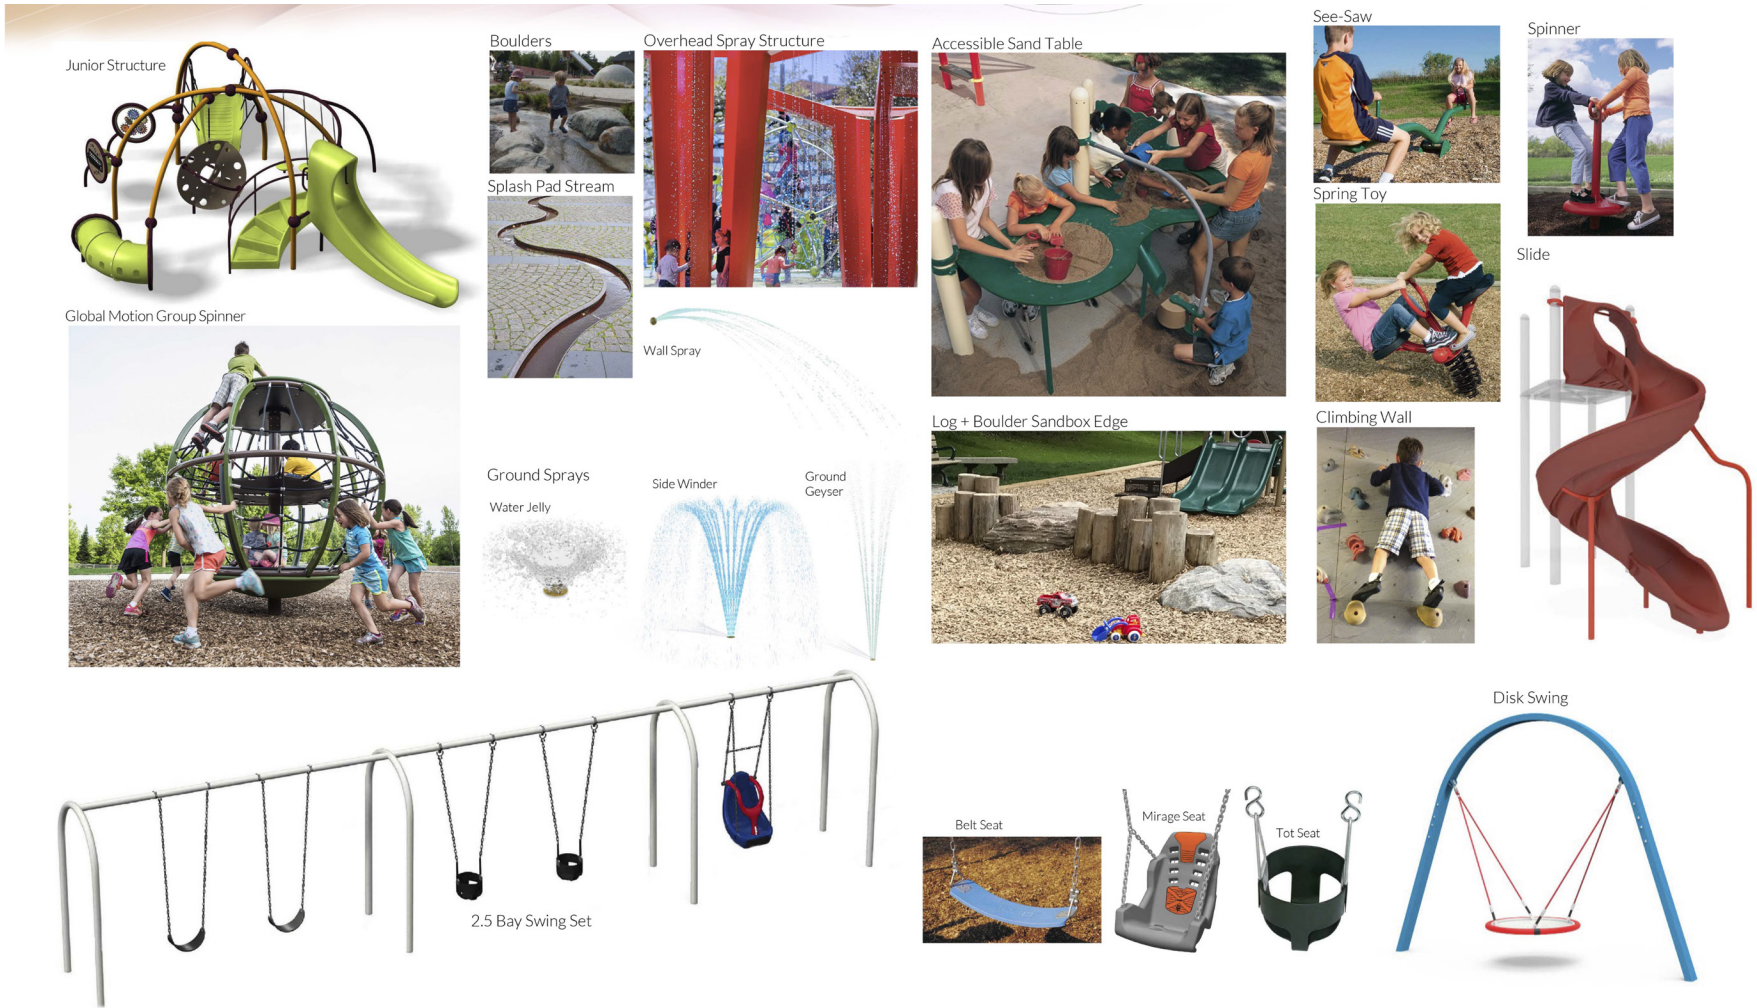 Junior Structure
Global Motion Group Spinner
Boulders
Splash Pad Stream
Overhead Spray Structure
Wall Spray
Ground Sprays
Water Jelly
Side Winder
Ground
Geyser
Accessible Sand Table
Log + Boulder Sandbox Edge
See-Saw
Spring Toy
Climbing Wall
Spinner
Slide
2.5 Bay Swing Set
Belt Seat
Mirage Seat
Tot Seat
Disk Swing